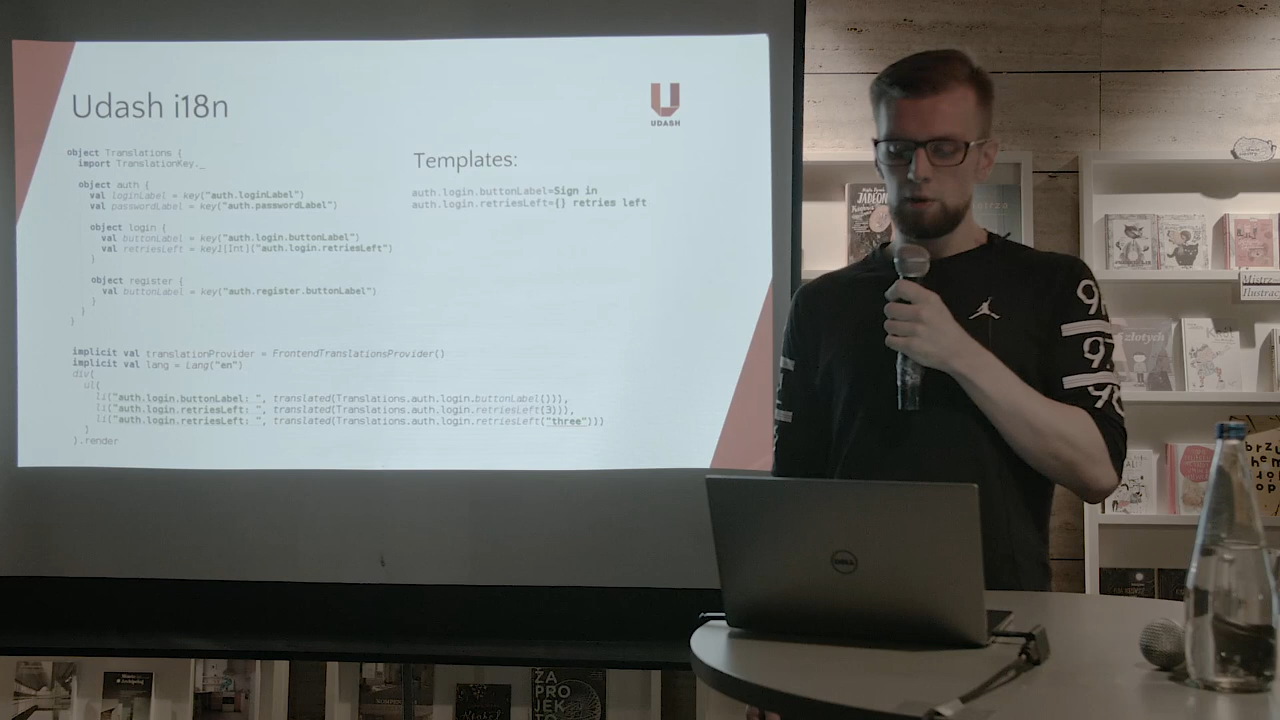 Udash i18n
UDASH
object Translations {
import TranslationKey._
object auth {
val loginLabel = key("auth.loginLabel")
val passwordLabel = key("auth.passwordLabel")
object login {
val buttonLabel = key("auth.login.buttonLabel")
val retriesLeft = key1[Int]("auth.login.retriesLeft")
}
object register {
val buttonLabel = key("auth.register.buttonLabel")
}
}
}
Templates:
auth.login.buttonLabel=Sign in
auth.login.retriesLeft={} retries left
implicit val translationProvider = FrontendTranslationsProvider()
implicit val lang = Lang("en")
div(
ul(
li("auth.login.buttonLabel: ", translated(Translations.auth.login.buttonLabel())),
li("auth.login.retriesLeft: ", translated(Translations.auth.login.retriesLeft(3))),
li("auth.login.retriesLeft: ", translated(Translations.auth.login.retriesLeft("three")))
)
).render
DELL
Mistrz
Ilustrac
ZA
PRO
JEK